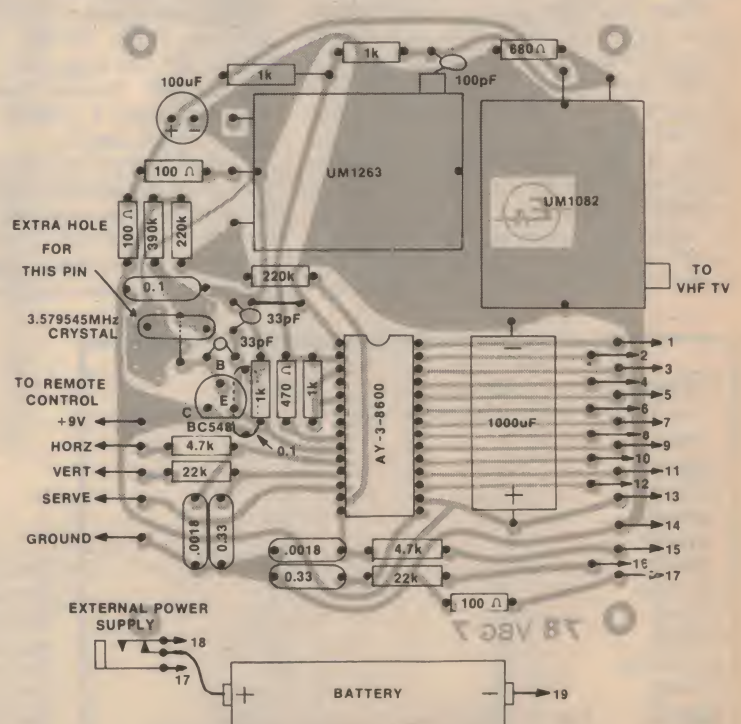 1k
680 Ω
100pF
1k
100uF
+ -
UM1263
100 Ω
UM1082
100 Ω
390k
220k
EXTRA HOLE
FOR
THIS PIN
TO
VHF TV
0.1
220k
3.579545MHz
CRYSTAL
33pF
33pF
1
2
3
4
5
6
7
8
9
10
11
12
13
14
15
16
17
B
E
C
BC548
1k
470 Ω
1k
AY-3-8600
-
1000uF
+
TO REMOTE
CONTROL
+9V
HORZ
VERT
SERVE
GROUND
4.7k
0.1
22k
.0018
0.33
.0018
4.7k
0.33
22k
100 Ω
78 VBG 7
EXTERNAL POWER
SUPPLY
18
17
+ BATTERY -
19